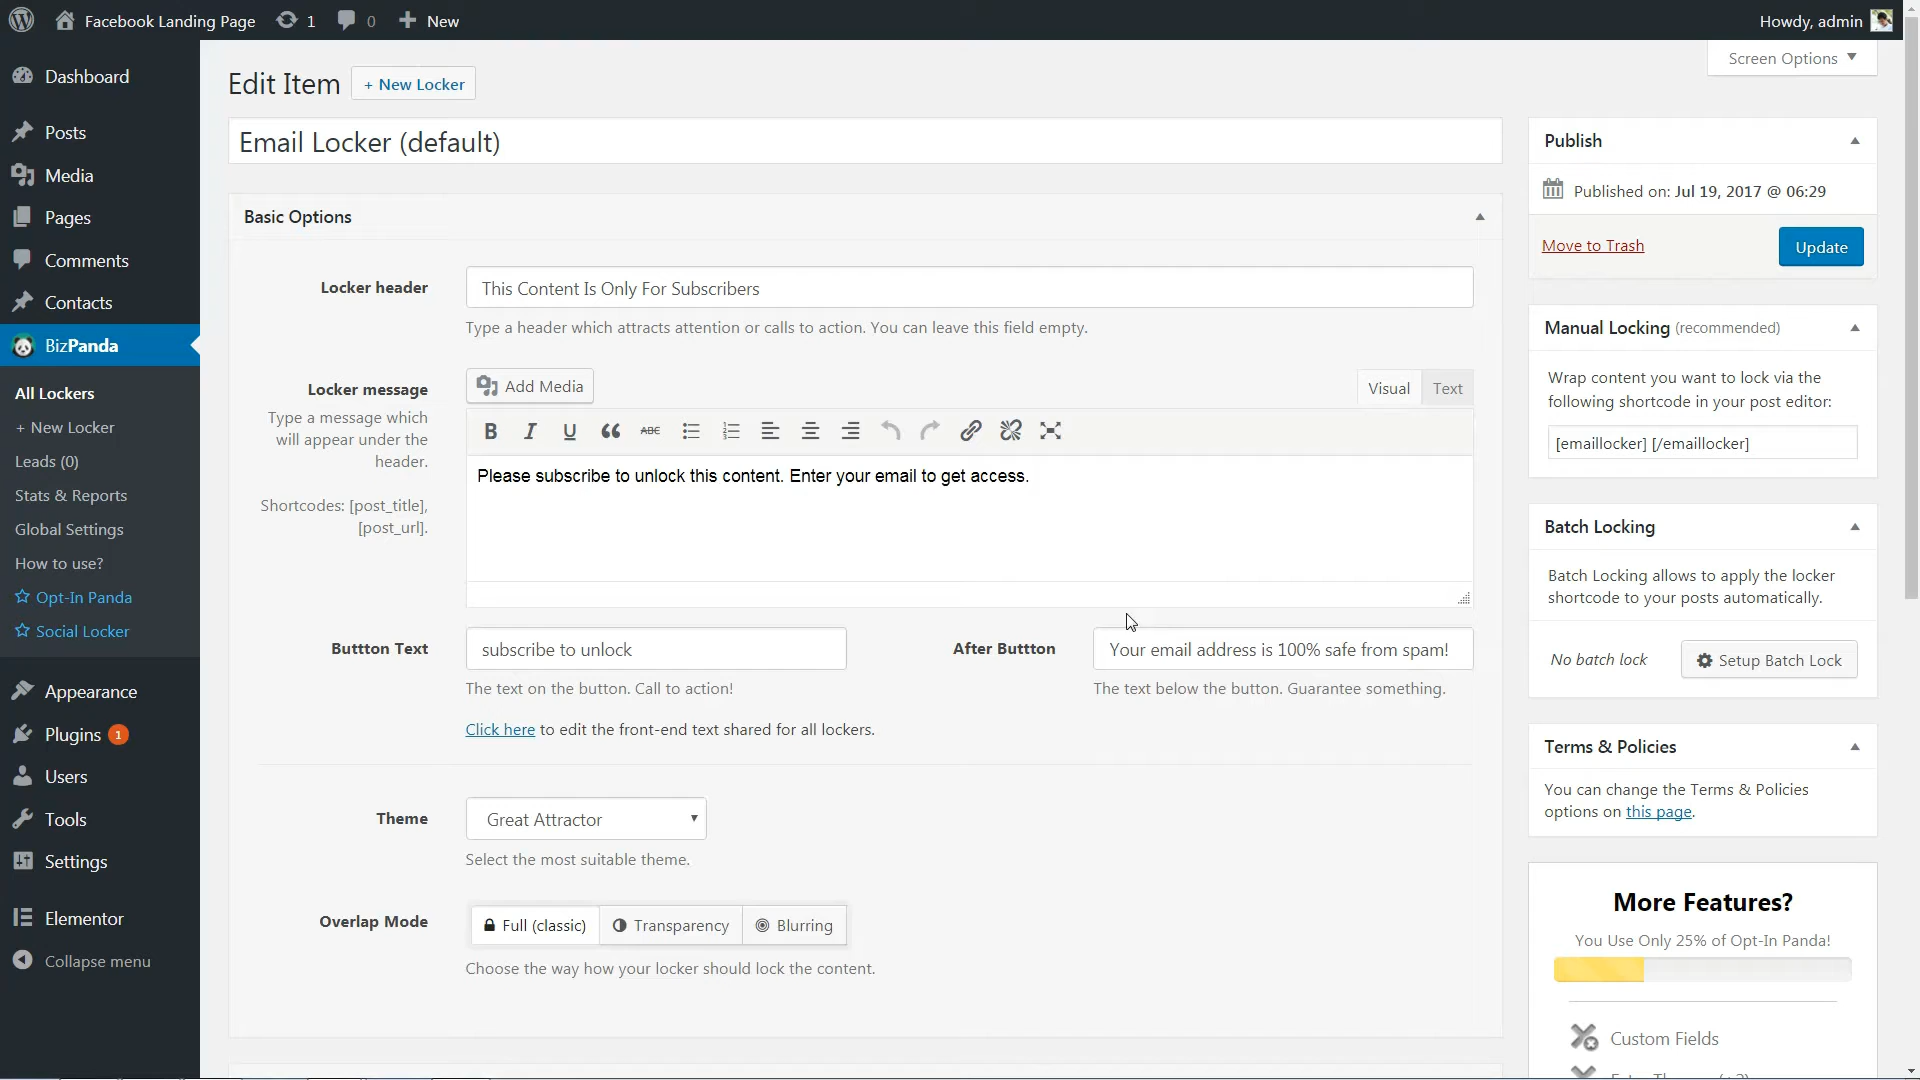 Facebook Landing Page 1 0 New Howdy, admin
Screen Options
Dashboard
Posts
Media
Pages
Comments
Contacts
BizPanda
All Lockers
+ New Locker
Leads (0)
Stats & Reports
Global Settings
How to use?
Opt-In Panda
Social Locker
Appearance
Plugins 1
Users
Tools
Settings
Elementor
Collapse menu
Edit Item + New Locker
Email Locker (default)
Basic Options
Locker header This Content Is Only For Subscribers
Type a header which attracts attention or calls to action. You can leave this field empty.
Locker message Add Media Visual Text
Type a message which
will appear under the
header.
Shortcodes: [post_title],
[post_url].
B I U ABC
Please subscribe to unlock this content. Enter your email to get access.
Buttton Text subscribe to unlock After Buttton Your email address is 100% safe from spam!
The text on the button. Call to action! The text below the button. Guarantee something.
Click here to edit the front-end text shared for all lockers.
Theme Great Attractor
Select the most suitable theme.
Overlap Mode Full (classic) Transparency Blurring
Choose the way how your locker should lock the content.
Publish
Published on: Jul 19, 2017 @ 06:29
Move to Trash Update
Manual Locking (recommended)
Wrap content you want to lock via the
following shortcode in your post editor:
[emaillocker] [/emaillocker]
Batch Locking
Batch Locking allows to apply the locker
shortcode to your posts automatically.
No batch lock Setup Batch Lock
Terms & Policies
You can change the Terms & Policies
options on this page.
More Features?
You Use Only 25% of Opt-In Panda!
Custom Fields